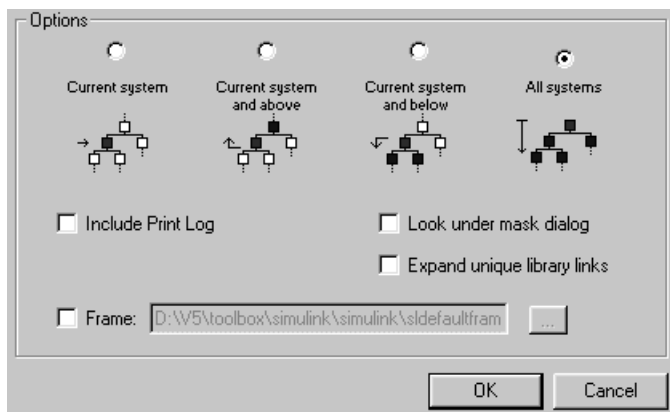 Options
Current system
Current system
and above
Current system
and below
All systems
Include Print Log
Look under mask dialog
Expand unique library links
Frame:
D:\V5\toolbox\simulink\simulink\sldefaultfram
...
OK
Cancel